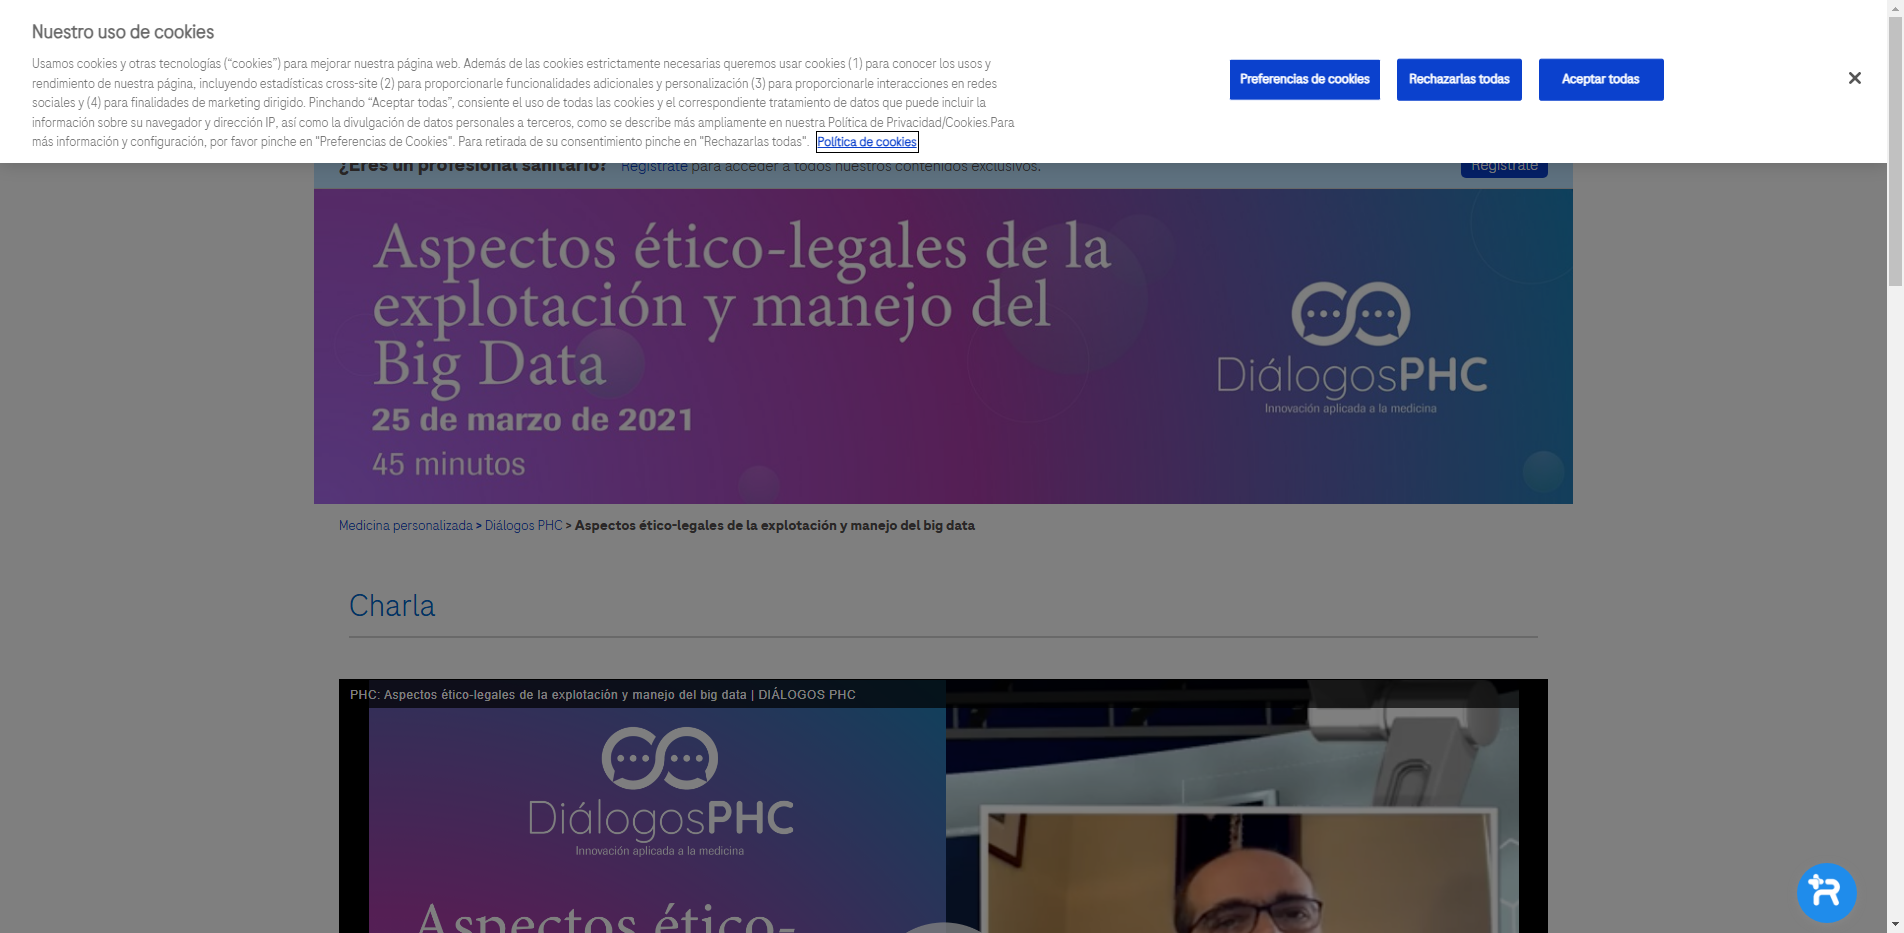 Nuestro uso de cookies
Usamos cookies y otras tecnologías (“cookies”) para mejorar nuestra página web. Además de las cookies estrictamente necesarias queremos usar cookies (1) para conocer los usos y
rendimiento de nuestra página, incluyendo estadísticas cross-site (2) para proporcionarle funcionalidades adicionales y personalización (3) para proporcionarle interacciones en redes
sociales y (4) para finalidades de marketing dirigido. Pinchando “Aceptar todas”, consiente el uso de todas las cookies y el correspondiente tratamiento de datos que puede incluir la
información sobre su navegador y dirección IP, así como la divulgación de datos personales a terceros, como se describe más ampliamente en nuestra Política de Privacidad/Cookies.Para
más información y configuración, por favor pinche en "Preferencias de Cookies". Para retirada de su consentimiento pinche en "Rechazarlas todas". Política de cookies
Preferencias de cookies
Rechazarlas todas
Aceptar todas
¿Eres un profesional sanitario? Regístrate para acceder a todos nuestros contenidos exclusivos.
Regístrate
Aspectos ético-legales de la
explotación y manejo del
Big Data
25 de marzo de 2021
45 minutos
DiálogosPHC
Innovación aplicada a la medicina
Medicina personalizada > Diálogos PHC > Aspectos ético-legales de la explotación y manejo del big data
Charla
PHC: Aspectos ético-legales de la explotación y manejo del big data | DIÁLOGOS PHC
DiálogosPHC
Innovación aplicada a la medicina
Aspectos ético-